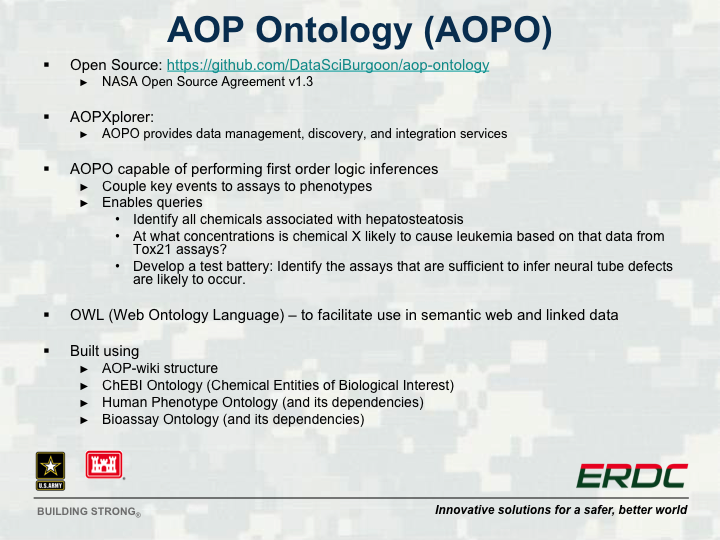 AOP Ontology (AOPO)
▪ Open Source: https://github.com/DataSciBurgoon/aop-ontology
► NASA Open Source Agreement v1.3
▪ AOPXplorer:
► AOPO provides data management, discovery, and integration services
▪ AOPO capable of performing first order logic inferences
► Couple key events to assays to phenotypes
► Enables queries
• Identify all chemicals associated with hepatosteatosis
• At what concentrations is chemical X likely to cause leukemia based on that data from
Tox21 assays?
• Develop a test battery: Identify the assays that are sufficient to infer neural tube defects
are likely to occur.
▪ OWL (Web Ontology Language) – to facilitate use in semantic web and linked data
▪ Built using
► AOP-wiki structure
► ChEBI Ontology (Chemical Entities of Biological Interest)
► Human Phenotype Ontology (and its dependencies)
► Bioassay Ontology (and its dependencies)
U.S.ARMY
ERDC
BUILDING STRONG®
Innovative solutions for a safer, better world